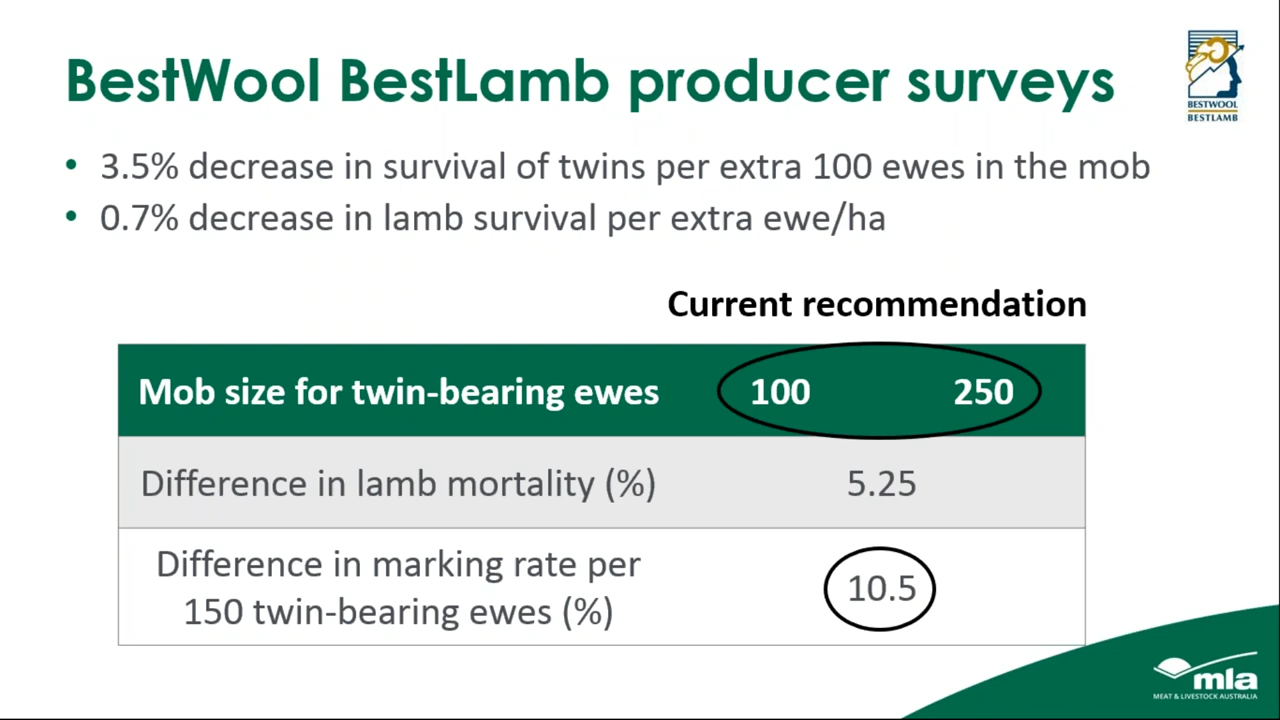 BestWool BestLamb producer surveys
BESTWOOL
BESTLAMB
• 3.5% decrease in survival of twins per extra 100 ewes in the mob
• 0.7% decrease in lamb survival per extra ewe/ha
Current recommendation
Mob size for twin-bearing ewes 100 250
Difference in lamb mortality (%) 5.25
Difference in marking rate per
150 twin-bearing ewes (%) 10.5
mla
MEAT & LIVESTOCK AUSTRALIA